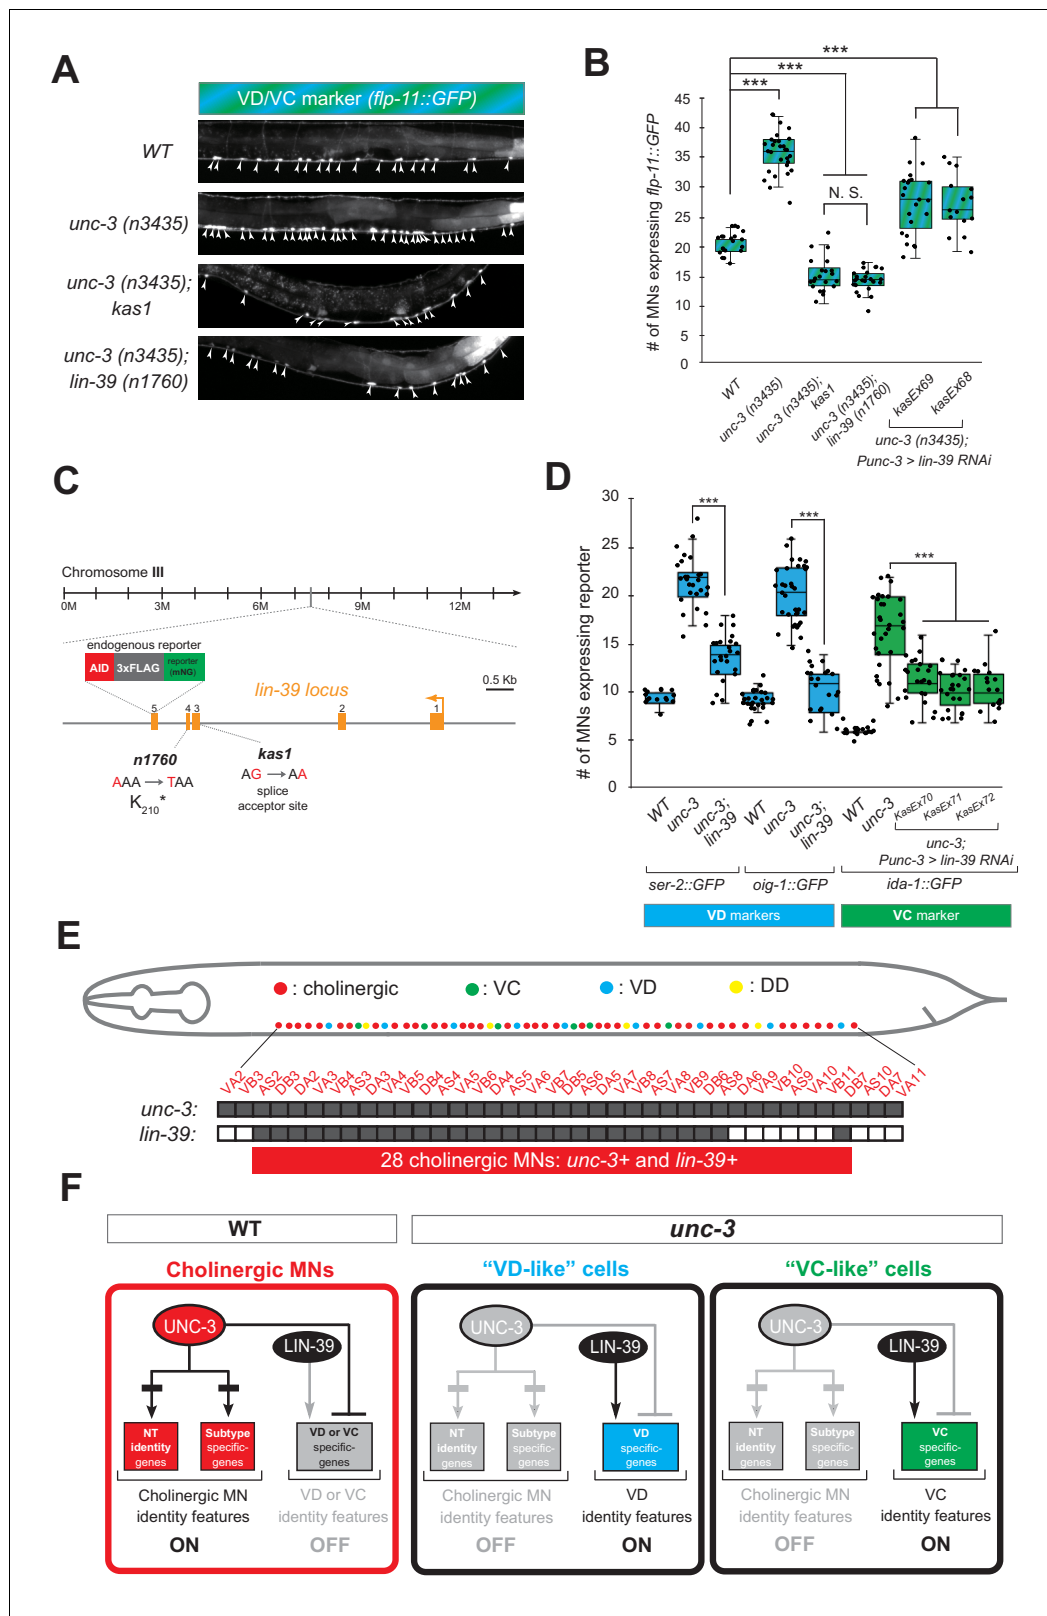 A
VD/VC marker (flp-11::GFP)
WT
unc-3 (n3435)
unc-3 (n3435);
kas1
unc-3 (n3435);
lin-39 (n1760)
B
# of MNs expressing flp-11::GFP
45
40
35
30
25
20
15
10
5
0
***
***
***
N. S.
WT
unc-3 (n3435)
unc-3 (n3435);
kas1
unc-3 (n3435);
lin-39 (n1760)
kasEx69
kasEx68
unc-3 (n3435);
Punc-3 > lin-39 RNAi
C
Chromosome III
0M 3M 6M 9M 12M
endogenous reporter
AID 3xFLAG reporter (mNG)
0.5 Kb
lin-39 locus
5 4 3 2 1
n1760
AAA → TAA
K210*
kas1
AG → AA
splice
acceptor site
D
# of MNs expressing reporter
30
25
20
15
10
5
0
***
***
***
WT
unc-3
unc-3;
lin-39
WT
unc-3
unc-3;
lin-39
WT
unc-3
KasEx70
KasEx71
KasEx72
unc-3;
Punc-3 > lin-39 RNAi
ser-2::GFP oig-1::GFP ida-1::GFP
VD markers VC marker
E
: cholinergic : VC : VD : DD
VA2 VB3 AS2 DB3 DA2 VA3 VB4 AS3 DA3 VA4 VB5 DB4 AS4 VA5 VB6 DA4 AS5 VA6 VB7 DB5 AS6 DA5 VA7 VB8 AS7 VA8 VB9 DB6 AS8 DA6 VA9 VB10 AS9 VA10 VB11 DB7 AS10 DA7 VA11
unc-3:
lin-39:
28 cholinergic MNs: unc-3+ and lin-39+
F
WT unc-3
Cholinergic MNs "VD-like" cells "VC-like" cells
UNC-3
LIN-39
NT
identity
genes
Subtype
specific-
genes
VD or VC
specific-
genes
Cholinergic MN
identity features
ON
VD or VC
identity features
OFF
UNC-3
LIN-39
NT
identity
genes
Subtype
specific-
genes
VD
specific-
genes
Cholinergic MN
identity features
OFF
VD
identity features
ON
UNC-3
LIN-39
NT
identity
genes
Subtype
specific-
genes
VC
specific-
genes
Cholinergic MN
identity features
OFF
VC
identity features
ON